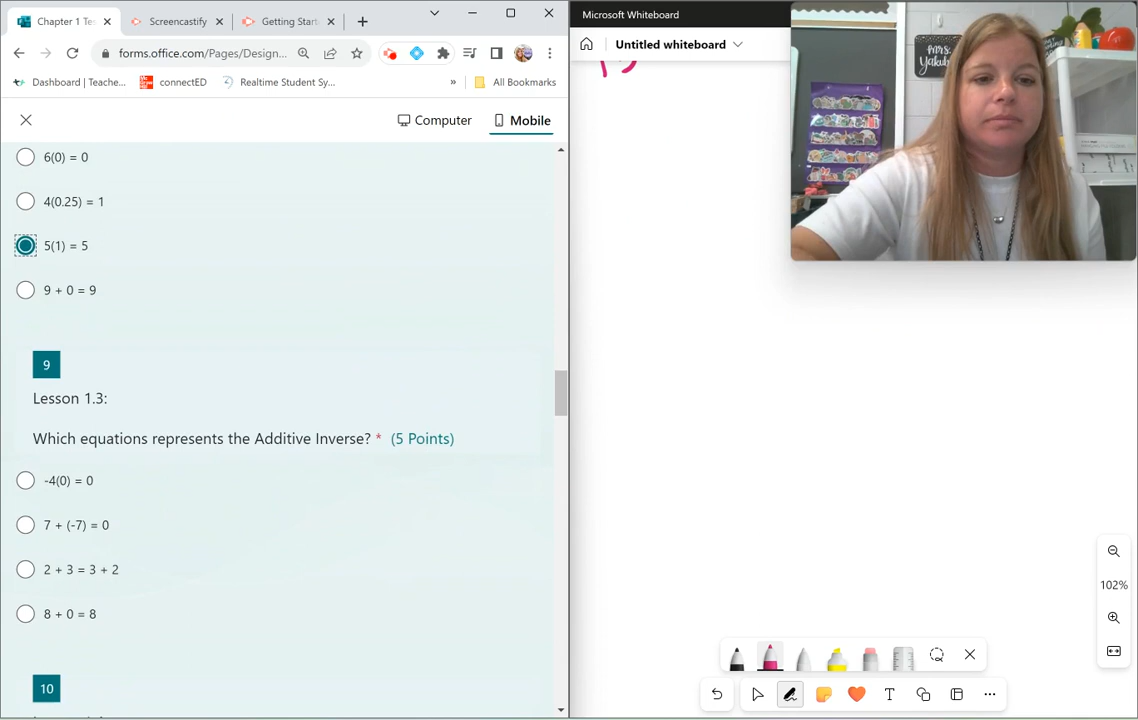 Chapter 1 Te
Screencastify
Getting Start
Microsoft Whiteboard
forms.office.com/Pages/Design...
Untitled whiteboard
Dashboard | Teache...
connectED
Realtime Student Sy...
»
All Bookmarks
Computer
Mobile
6(0) = 0
4(0.25) = 1
5(1) = 5
9 + 0 = 9
9
Lesson 1.3:
Which equations represents the Additive Inverse? * (5 Points)
-4(0) = 0
7 + (-7) = 0
2 + 3 = 3 + 2
8 + 0 = 8
10
102%